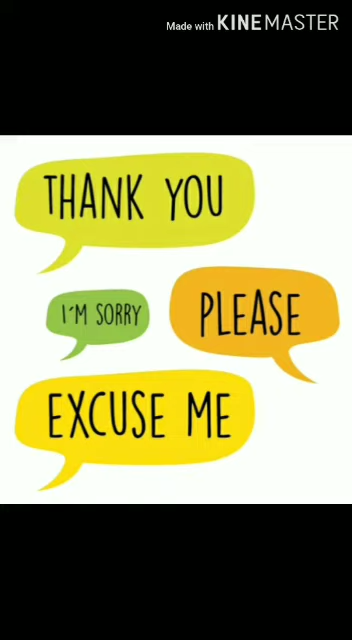 Made with KINEMASTER
THANK YOU
I'M SORRY
PLEASE
EXCUSE ME